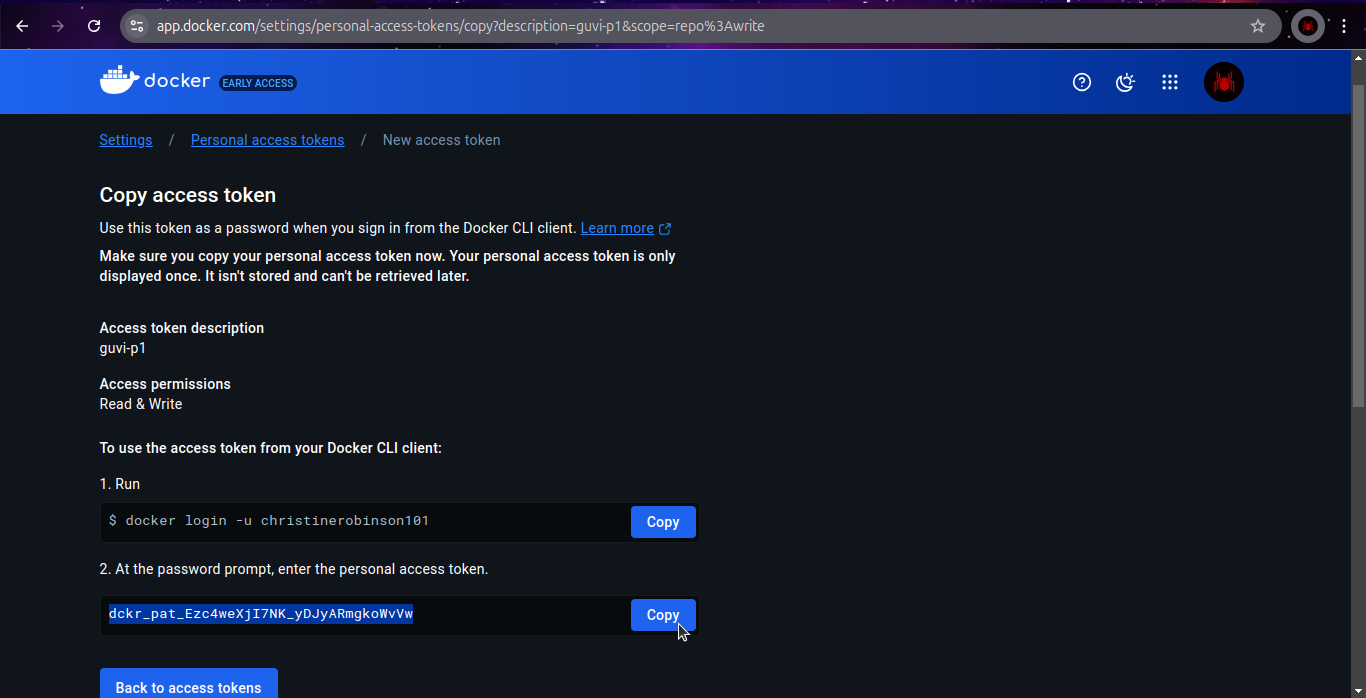 app.docker.com/settings/personal-access-tokens/copy?description=guvi-p1&scope=repo%3Awrite
docker EARLY ACCESS
Settings / Personal access tokens / New access token
Copy access token
Use this token as a password when you sign in from the Docker CLI client. Learn more
Make sure you copy your personal access token now. Your personal access token is only
displayed once. It isn't stored and can't be retrieved later.
Access token description
guvi-p1
Access permissions
Read & Write
To use the access token from your Docker CLI client:
1. Run
$ docker login -u christinerobinson101
Copy
2. At the password prompt, enter the personal access token.
dckr_pat_Ezc4weXjI7NK_yDJyARmgkoWvVw
Copy
Back to access tokens